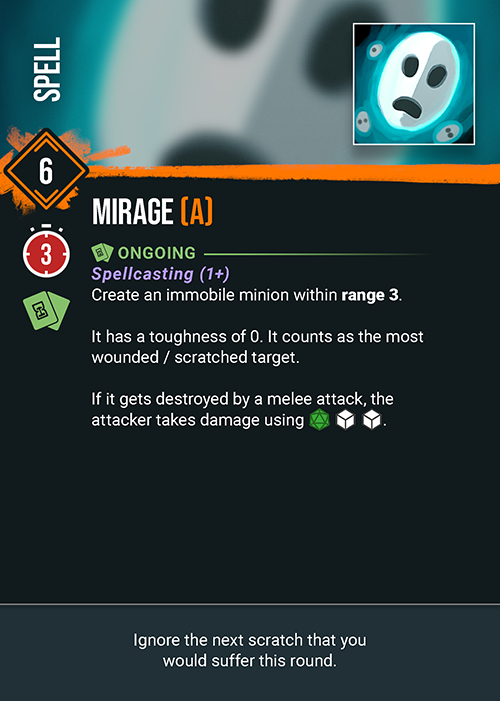 SPELL
6
MIRAGE (A)
3
ONGOING
Spellcasting (1+)
Create an immobile minion within range 3.
It has a toughness of 0. It counts as the most
wounded / scratched target.
If it gets destroyed by a melee attack, the
attacker takes damage using .
Ignore the next scratch that you
would suffer this round.